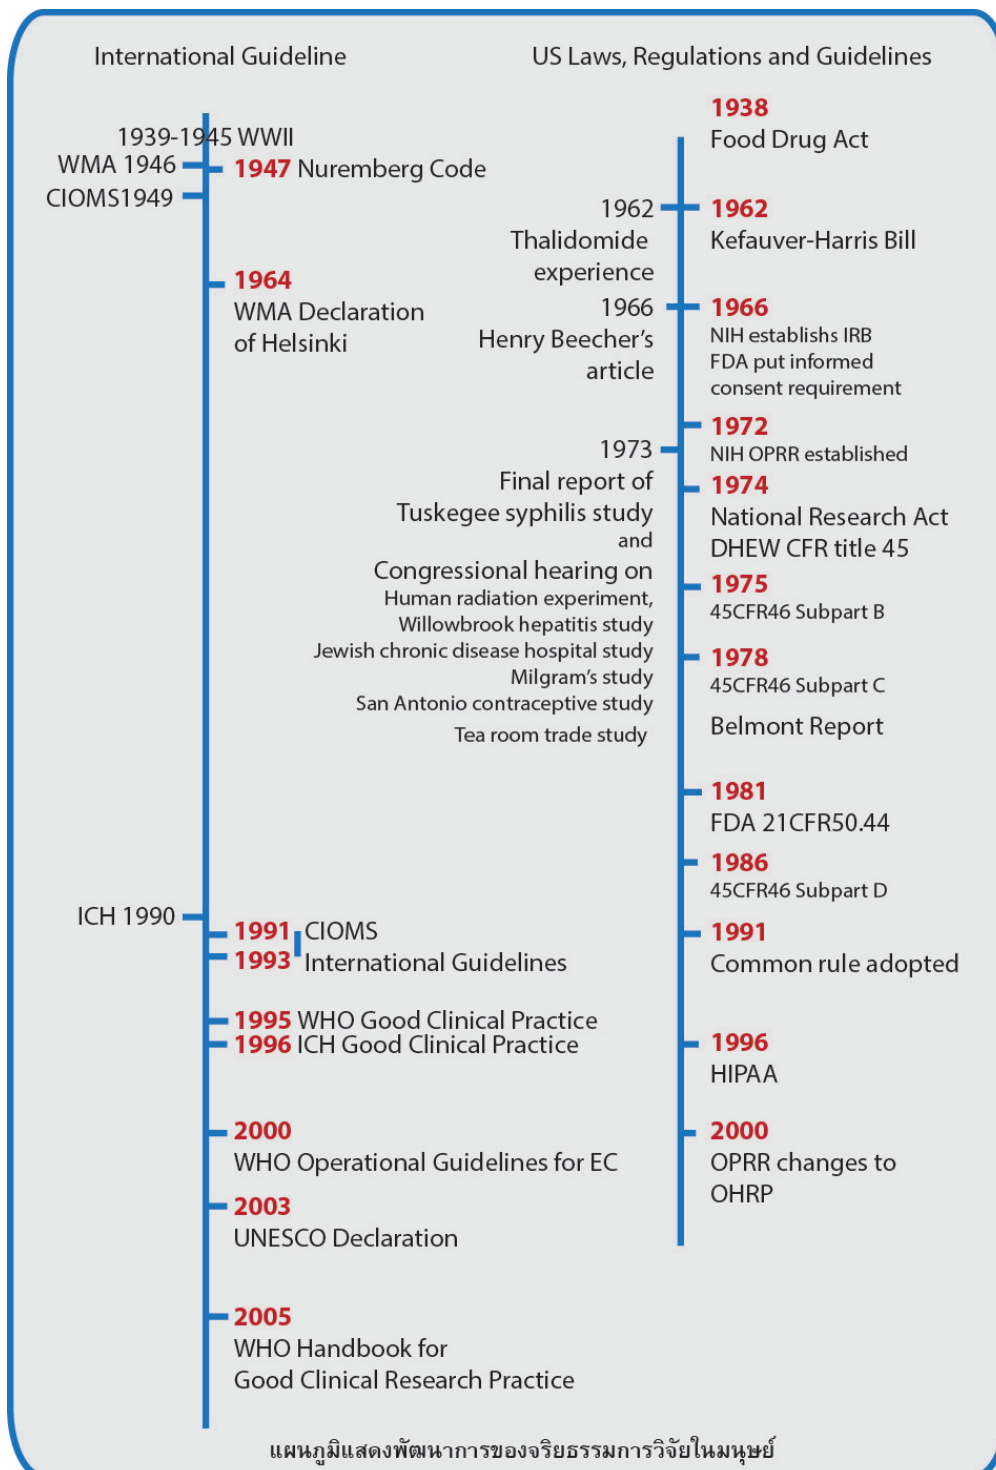 International Guideline
1939-1945 WWII
WMA 1946
1947 Nuremberg Code
CIOMS1949
1964
WMA Declaration
of Helsinki
ICH 1990
1991 CIOMS
1993 International Guidelines
1995 WHO Good Clinical Practice
1996 ICH Good Clinical Practice
2000
WHO Operational Guidelines for EC
2003
UNESCO Declaration
2005
WHO Handbook for
Good Clinical Research Practice
US Laws, Regulations and Guidelines
1938
Food Drug Act
1962
Thalidomide
experience
1962
Kefauver-Harris Bill
1966
Henry Beecher's
article
1966
NIH establishs IRB
FDA put informed
consent requirement
1972
NIH OPRR established
1973
Final report of
Tuskegee syphilis study
and
Congressional hearing on
Human radiation experiment,
Willowbrook hepatitis study
Jewish chronic disease hospital study
Milgram's study
San Antonio contraceptive study
Tea room trade study
1974
National Research Act
DHEW CFR title 45
1975
45CFR46 Subpart B
1978
45CFR46 Subpart C
Belmont Report
1981
FDA 21CFR50.44
1986
45CFR46 Subpart D
1991
Common rule adopted
1996
HIPAA
2000
OPRR changes to
OHRP
แผนภูมิแสดงพัฒนาการของจริยธรรมการวิจัยในมนุษย์